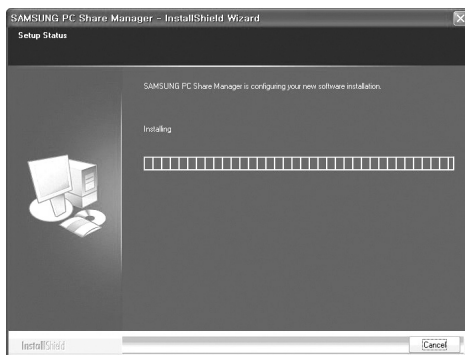 SAMSUNG PC Share Manager - InstallShield Wizard
Setup Status
SAMSUNG PC Share Manager is configuring your new software installation.
Installing
InstallShield
Cancel